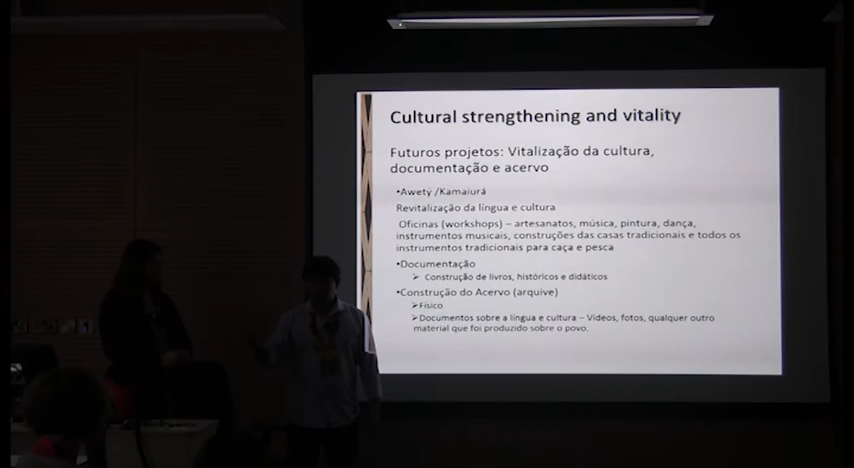 Cultural strengthening and vitality
Futuros projetos: Vitalização da cultura,
documentação e acervo
•Awetý /Kamaiurá
Revitalização da língua e cultura
Oficinas (workshops) – artesanatos, música, pintura, dança,
instrumentos musicais, construções das casas tradicionais e todos os
instrumentos tradicionais para caça e pesca
•Documentação
➢ Construção de livros, históricos e didáticos
•Construção do Acervo (arquive)
➢Físico
➢Documentos sobre a língua e cultura – Vídeos, fotos, qualquer outro
material que foi produzido sobre o povo.